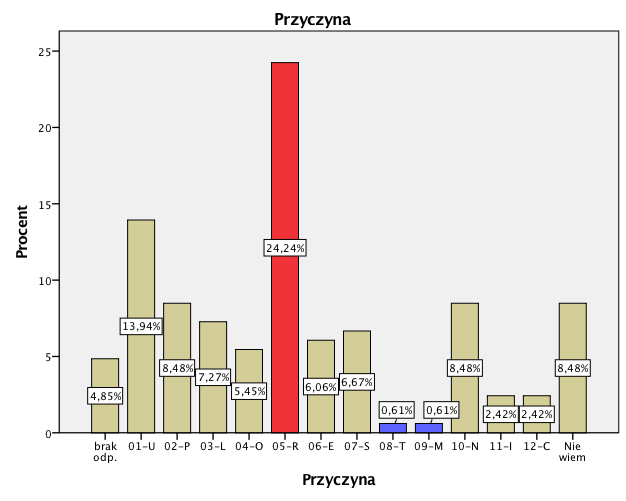 Przyczyna
Procent
25
20
15
10
5
0
4,85%
13,94%
8,48%
7,27%
5,45%
24,24%
6,06%
6,67%
0,61%
0,61%
8,48%
2,42%
2,42%
8,48%
brak
odp.
01-U
02-P
03-L
04-O
05-R
06-E
07-S
08-T
09-M
10-N
11-I
12-C
Nie
wiem
Przyczyna